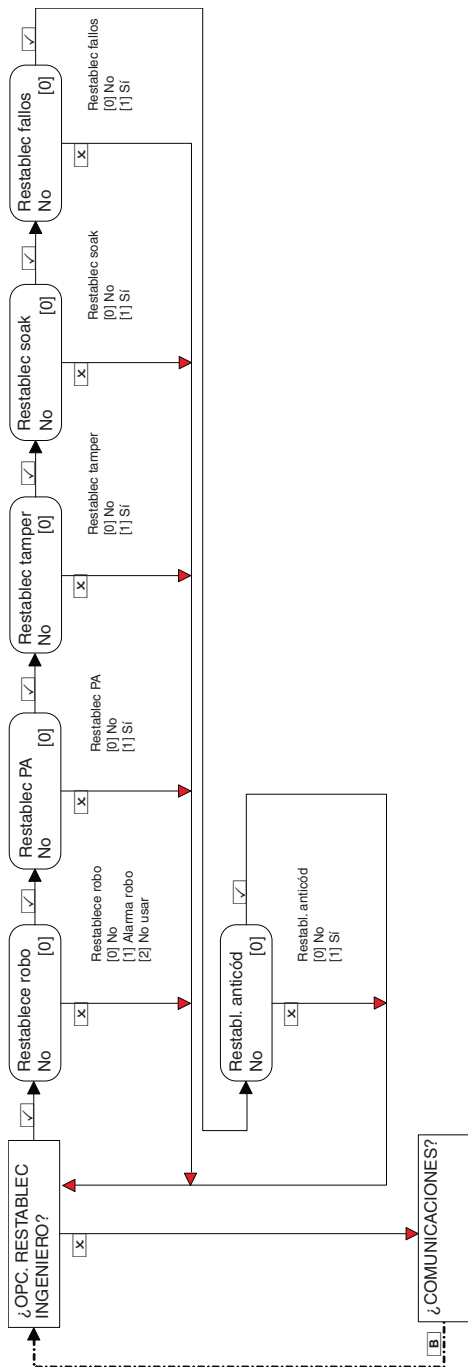 ¿OPC. RESTABLEC
INGENIERO?
Restablece robo
No [0]
Restablece robo
[0] No
[1] Alarma robo
[2] No usar
Restablec PA
No [0]
Restablec PA
[0] No
[1] Sí
Restablec tamper
No [0]
Restablec tamper
[0] No
[1] Sí
Restablec soak
No [0]
Restablec soak
[0] No
[1] Sí
Restablec fallos
No [0]
Restablec fallos
[0] No
[1] Sí
Restabl. anticód
No [0]
Restabl. anticód
[0] No
[1] Sí
¿COMUNICACIONES?
B